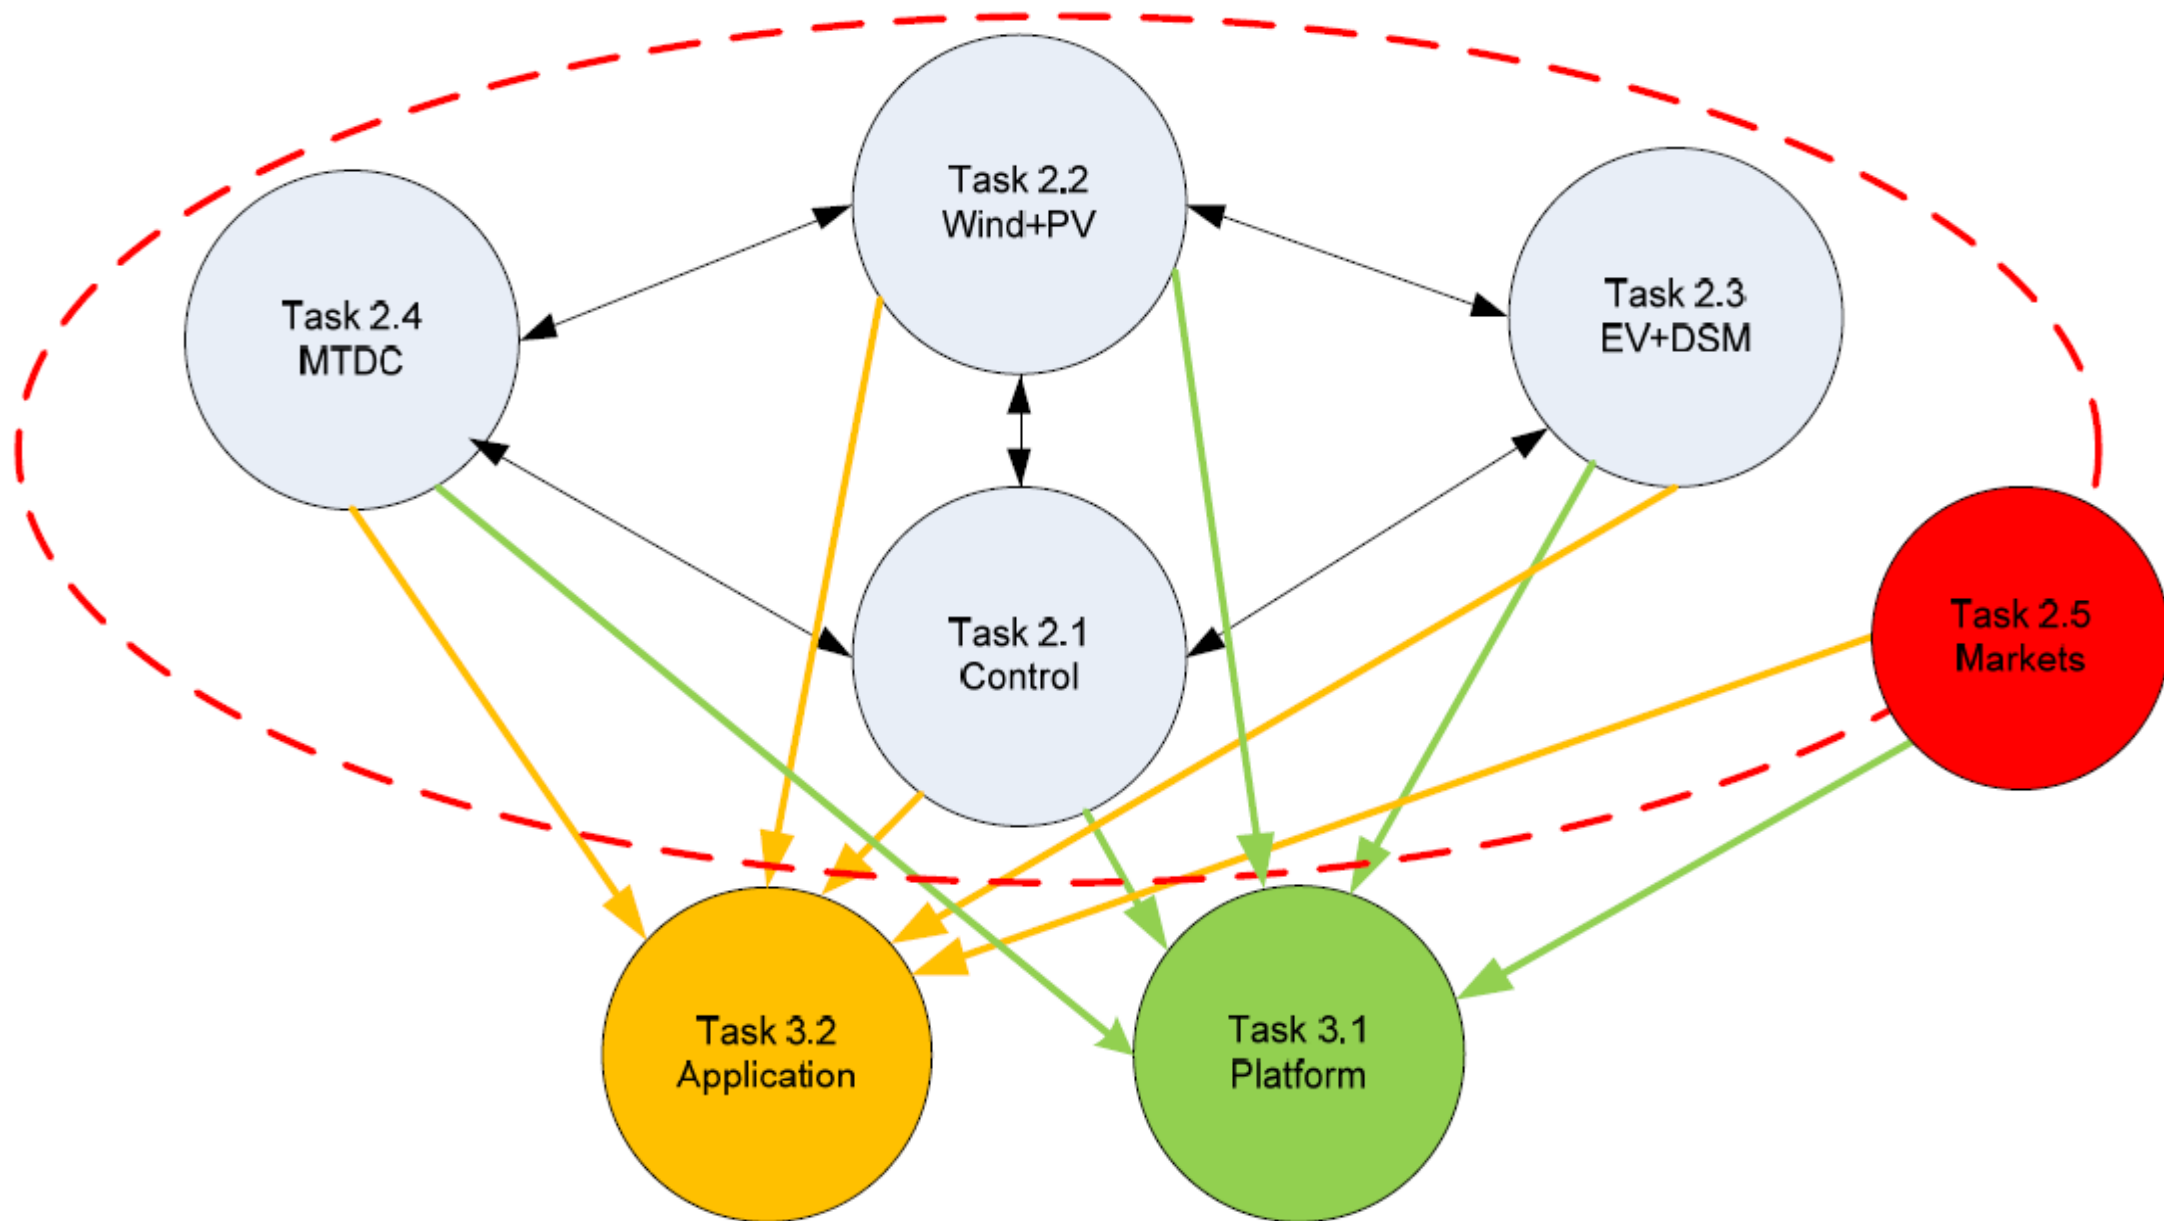 Task 2.2
Wind+PV
Task 2.4
MTDC
Task 2.3
EV+DSM
Task 2.1
Control
Task 2.5
Markets
Task 3.2
Application
Task 3.1
Platform